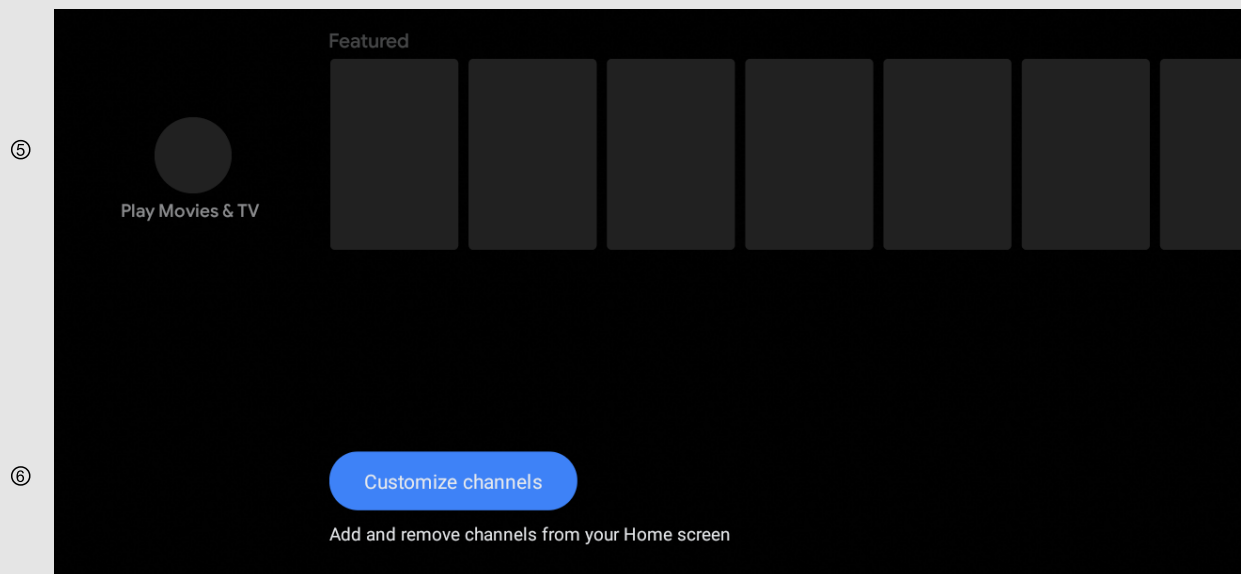 Featured
⑤
Play Movies & TV
⑥
Customize channels
Add and remove channels from your Home screen